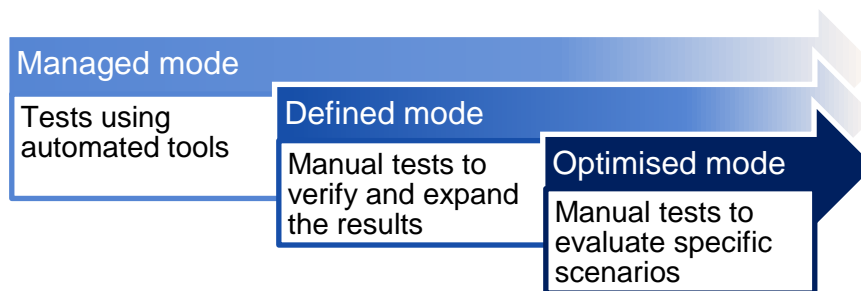 Managed mode
Tests using
automated tools
Defined mode
Manual tests to
verify and expand
the results
Optimised mode
Manual tests to
evaluate specific
scenarios